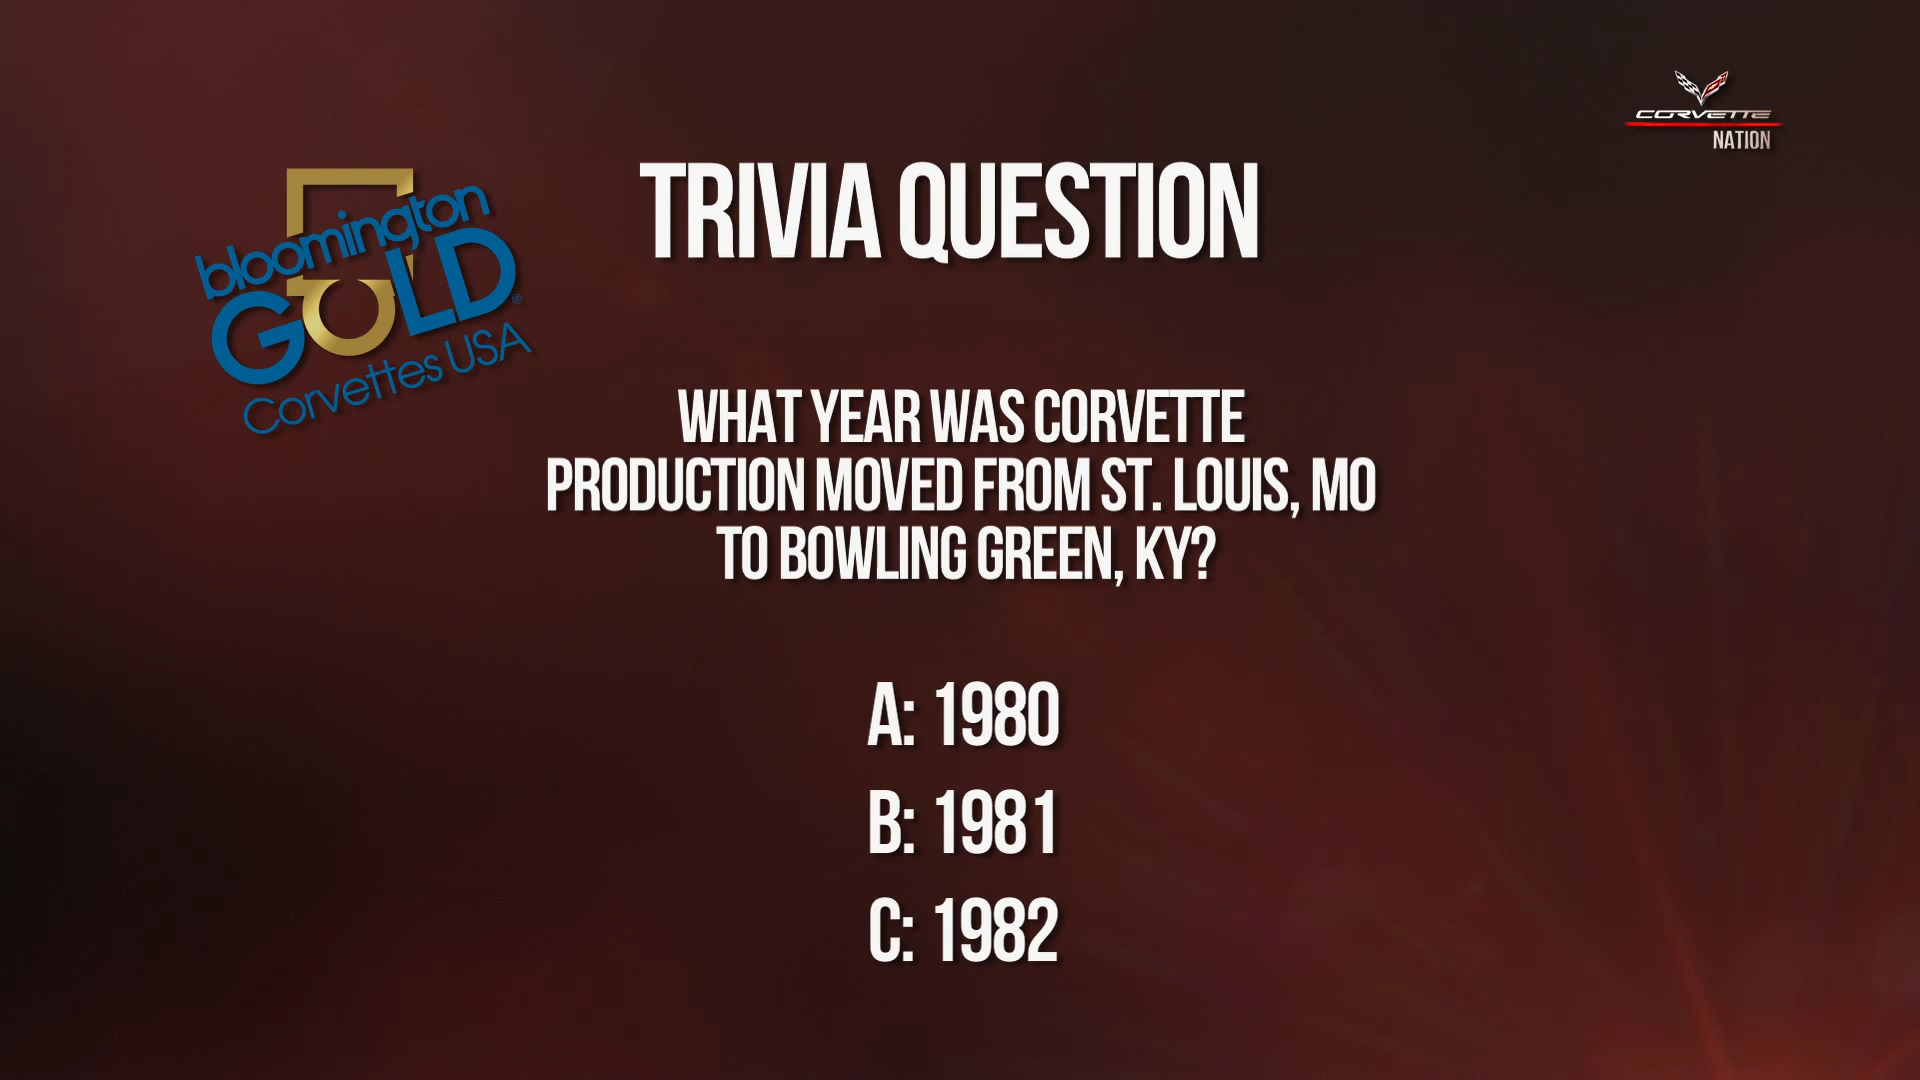 CORVETTE
NATION
bloomington
GOLD®
Corvettes USA
TRIVIA QUESTION
WHAT YEAR WAS CORVETTE
PRODUCTION MOVED FROM ST. LOUIS, MO
TO BOWLING GREEN, KY?
A: 1980
B: 1981
C: 1982